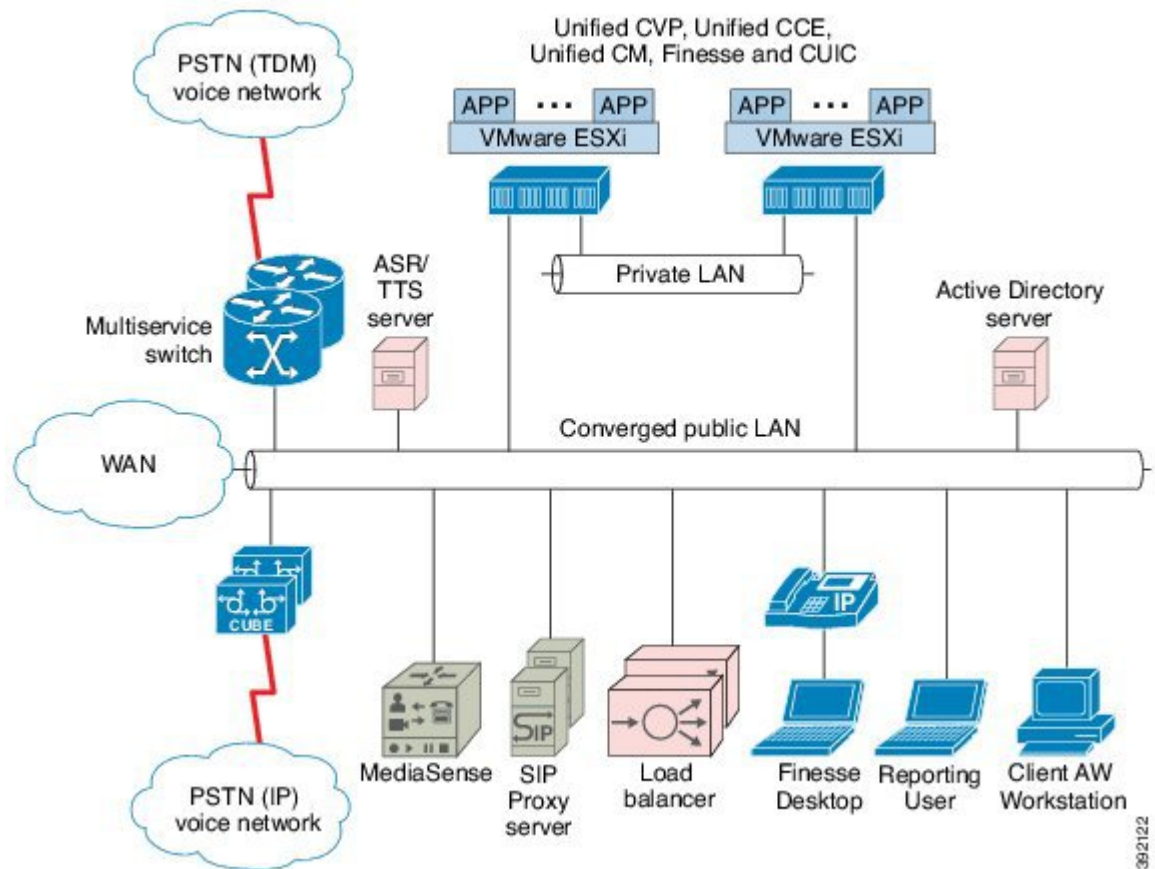 Unified CVP, Unified CCE,
Unified CM, Finesse and CUIC
PSTN (TDM)
voice network
APP ... APP
VMware ESXi
APP ... APP
VMware ESXi
Private LAN
ASR/
TTS
server
Active Directory
server
Multiservice
switch
Converged public LAN
WAN
CUBE
IP
SIP
MediaSense
SIP
Proxy
server
Load
balancer
Finesse
Desktop
Reporting
User
Client AW
Workstation
PSTN (IP)
voice network
392122